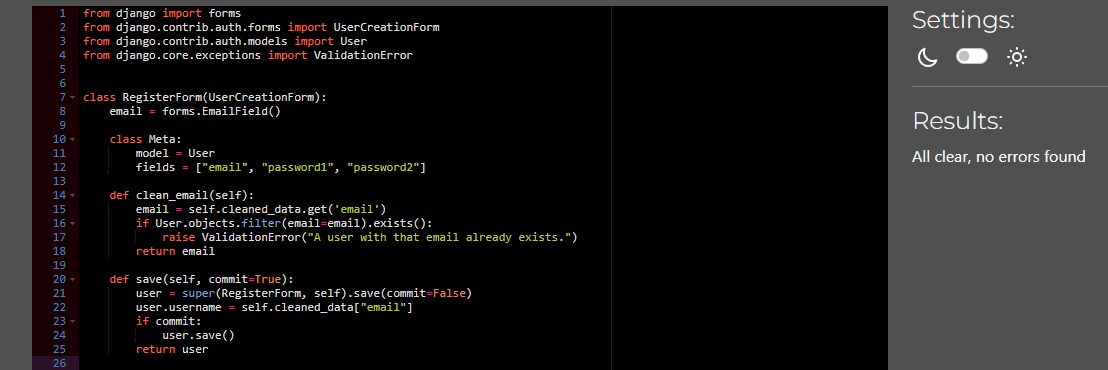 1 from django import forms
2 from django.contrib.auth.forms import UserCreationForm
3 from django.contrib.auth.models import User
4 from django.core.exceptions import ValidationError
5
6
7 class RegisterForm(UserCreationForm):
8     email = forms.EmailField()
9
10     class Meta:
11         model = User
12         fields = ["email", "password1", "password2"]
13
14     def clean_email(self):
15         email = self.cleaned_data.get('email')
16         if User.objects.filter(email=email).exists():
17             raise ValidationError("A user with that email already exists.")
18         return email
19
20     def save(self, commit=True):
21         user = super(RegisterForm, self).save(commit=False)
22         user.username = self.cleaned_data["email"]
23         if commit:
24             user.save()
25         return user
26
Settings:
Results:
All clear, no errors found